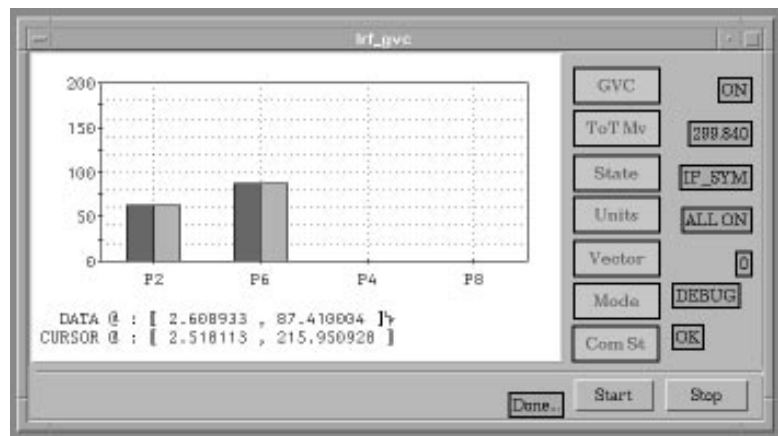 lrf_gvc
200
150
100
50
0
P2 P6 P4 P8
DATA @ : [ 2.608933 , 87.410004 ]
CURSOR @ : [ 2.518113 , 215.950928 ]
GVC ON
ToT Mv 299.840
State IP_SYM
Units ALL ON
Vector 0
Mode DEBUG
Com St OK
Done..
Start Stop